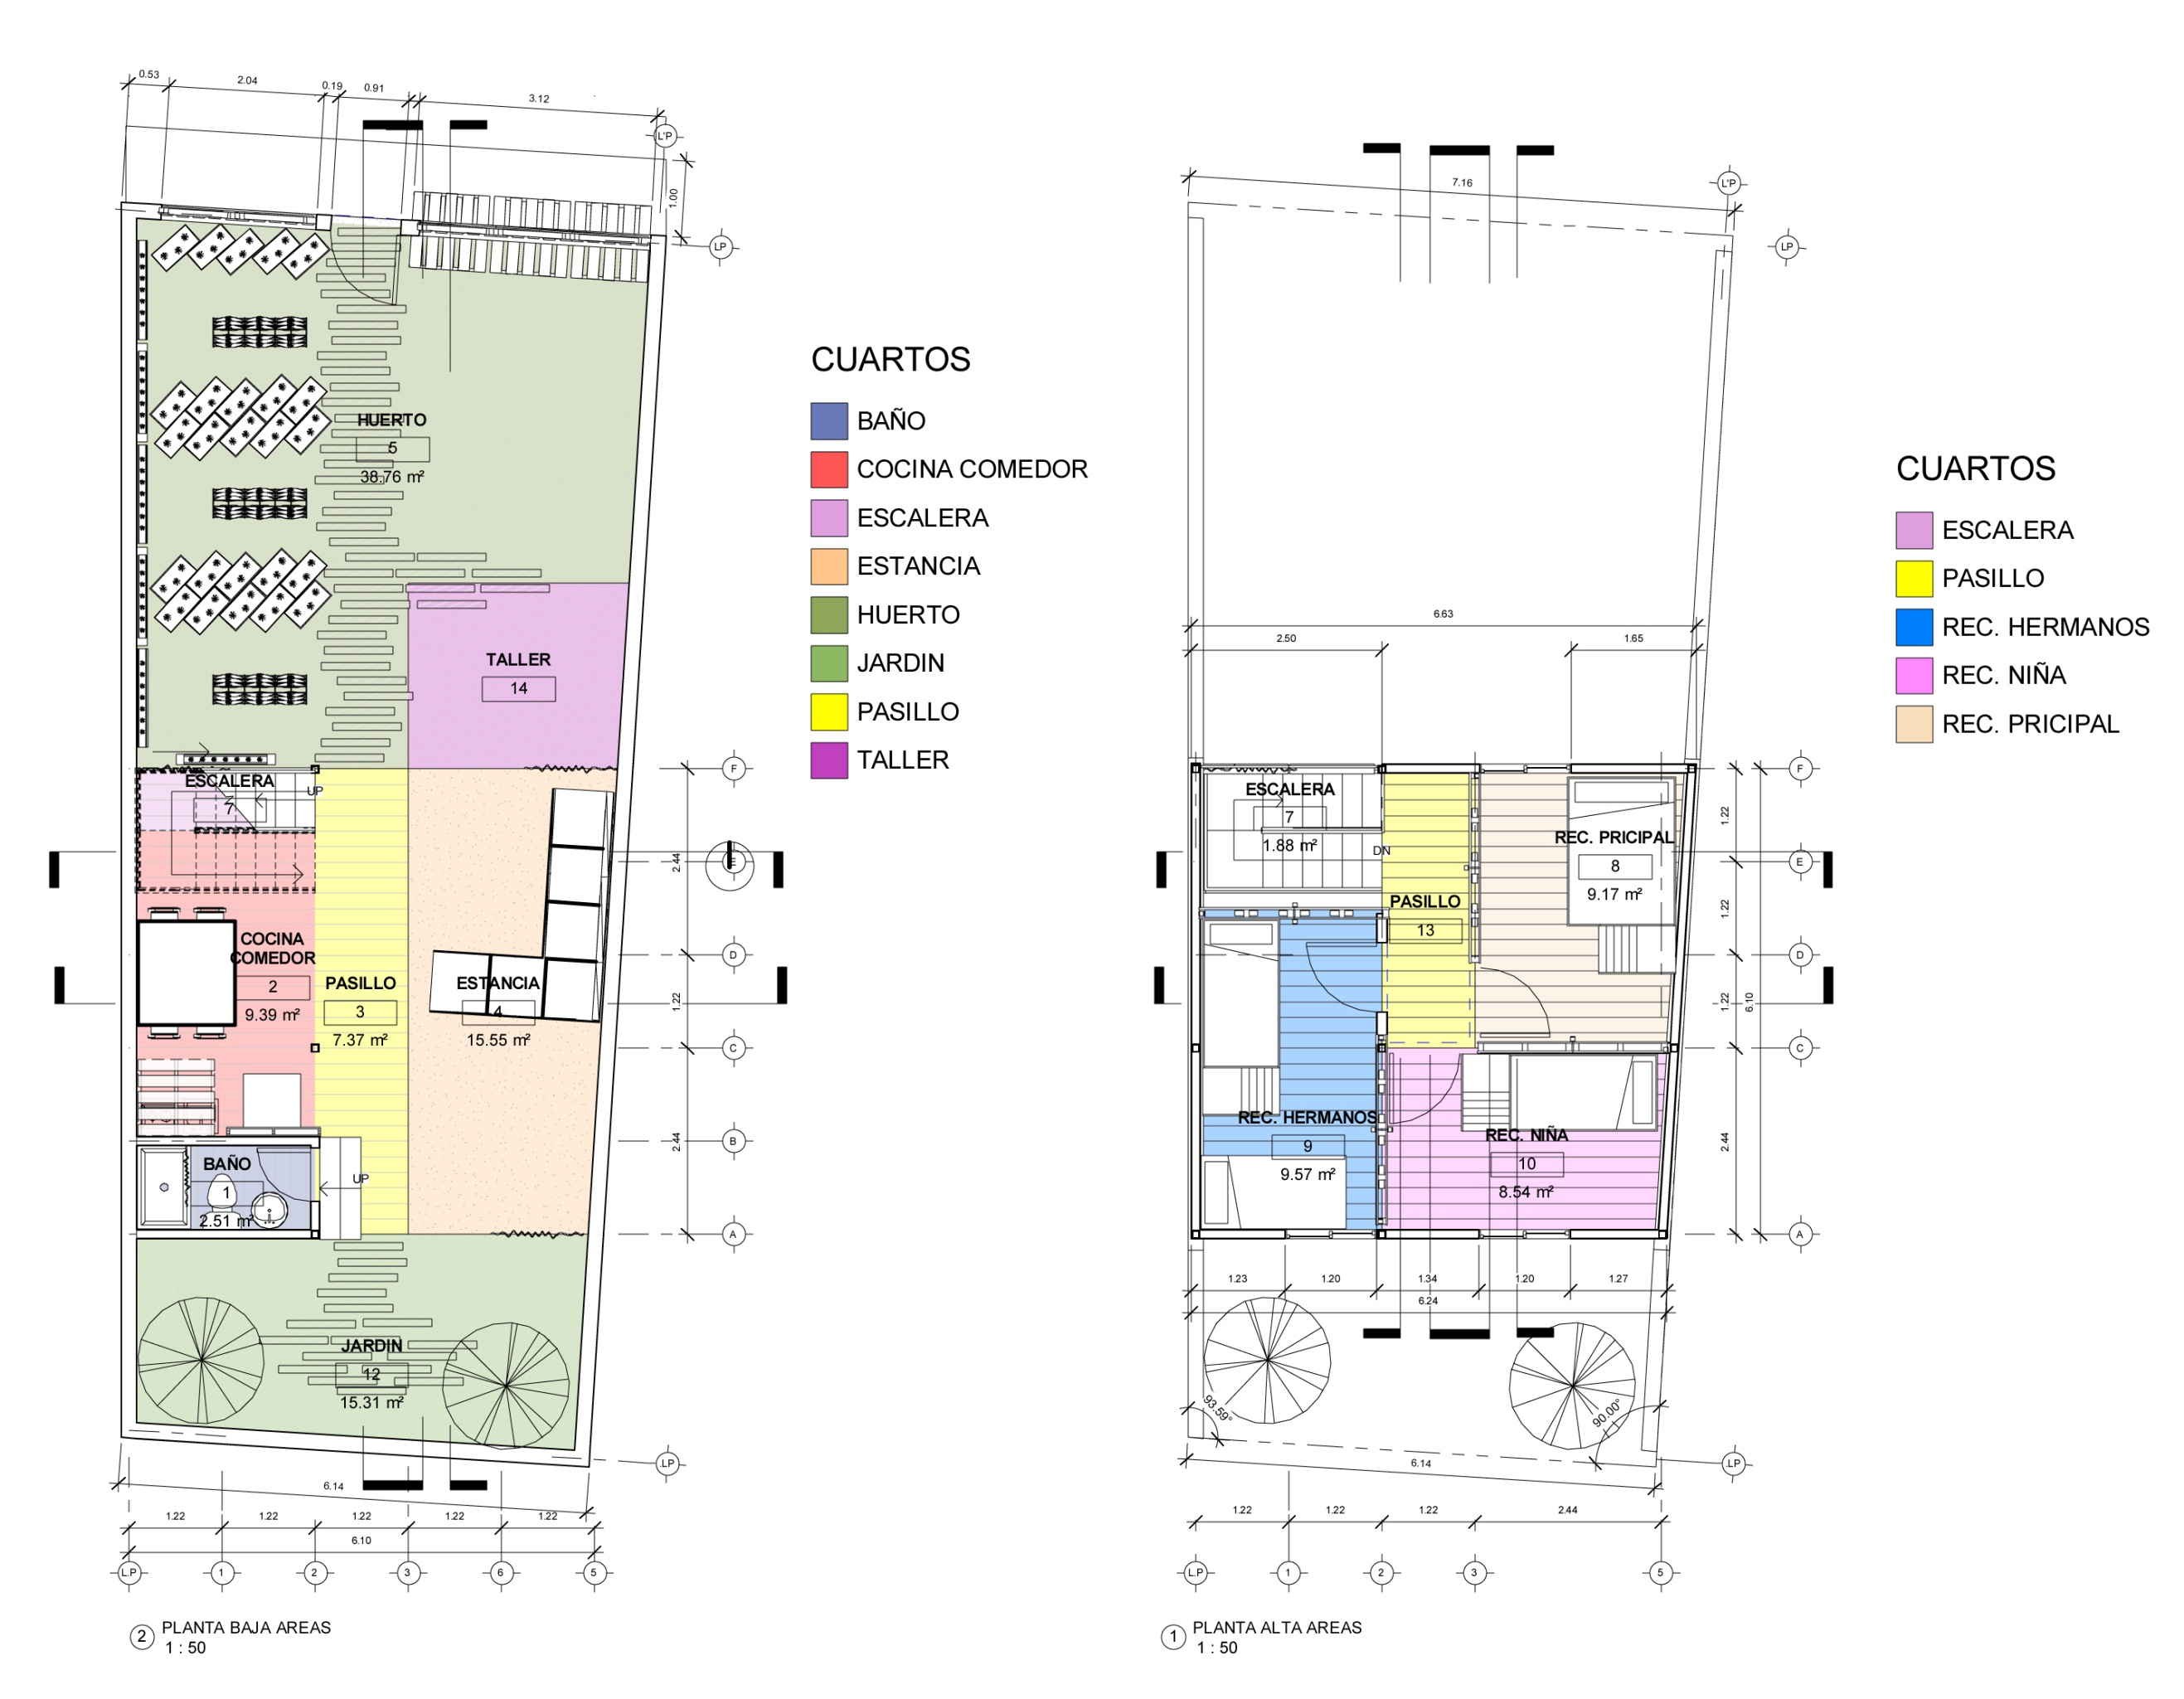 0.53
2.04
0.19
0.91
3.12
L'P
1.00
LP
HUERTO
5
38.76 m²
TALLER
14
ESCALERA
7
UP
F
E
2.44
COCINA
COMEDOR
2
9.39 m²
PASILLO
3
7.37 m²
ESTANCIA
4
15.55 m²
D
1.22
C
B
2.44
BAÑO
1
2.51 m²
UP
A
JARDIN
12
15.31 m²
.LP
6.14
1.22
1.22
1.22
1.22
1.22
6.10
L.P
1
2
3
6
5
2 PLANTA BAJA AREAS
1 : 50
CUARTOS
BAÑO
COCINA COMEDOR
ESCALERA
ESTANCIA
HUERTO
JARDIN
PASILLO
TALLER
7.16
L'P
LP
6.63
2.50
1.65
ESCALERA
7
1.88 m²
DN
PASILLO
13
REC. PRICIPAL
8
9.17 m²
REC. HERMANOS
9
9.57 m²
REC. NIÑA
10
8.54 m²
1.22
1.22
1.22
6.10
2.44
F
E
D
C
A
1.23
1.20
1.34
1.20
1.27
6.24
93.59°
90.00°
6.14
.LP
1.22
1.22
1.22
2.44
L.P
1
2
3
5
1 PLANTA ALTA AREAS
1 : 50
CUARTOS
ESCALERA
PASILLO
REC. HERMANOS
REC. NIÑA
REC. PRICIPAL